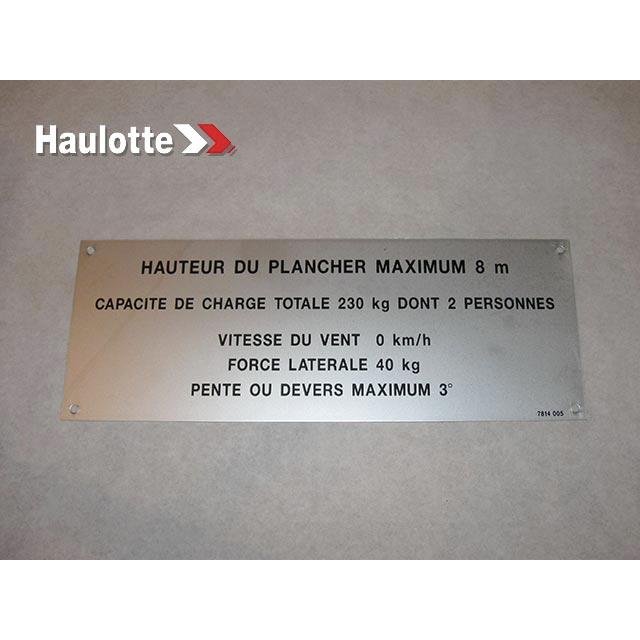 Haulotte
HAUTEUR DU PLANCHER MAXIMUM 8 m
CAPACITE DE CHARGE TOTALE 230 kg DONT 2 PERSONNES
VITESSE DU VENT 0 km/h
FORCE LATERALE 40 kg
PENTE OU DEVERS MAXIMUM 3°
7814 005